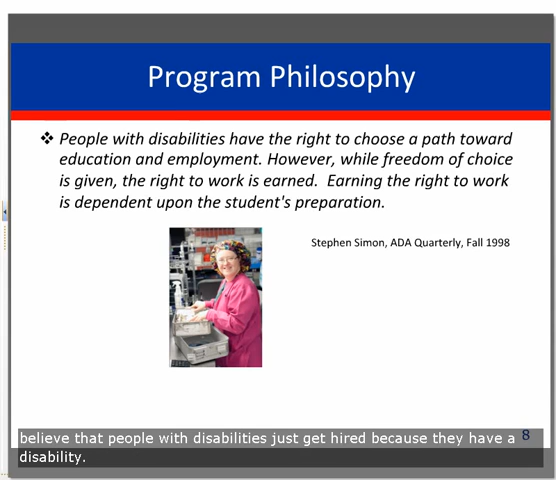 Program Philosophy
❖ People with disabilities have the right to choose a path toward
education and employment. However, while freedom of choice
is given, the right to work is earned.  Earning the right to work
is dependent upon the student's preparation.
Stephen Simon, ADA Quarterly, Fall 1998
8
believe that people with disabilities just get hired because they have a
disability.